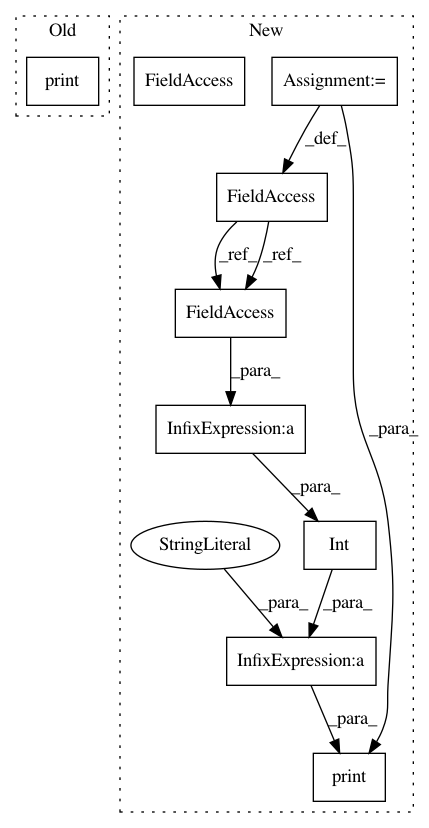 Old
New
print
FieldAccess
Assignment:=
_def_
FieldAccess
_ref_
_ref_
FieldAccess
_para_
_para_
InfixExpression:a
_para_
StringLiteral
Int
_para_
_para_
InfixExpression:a
_para_
print